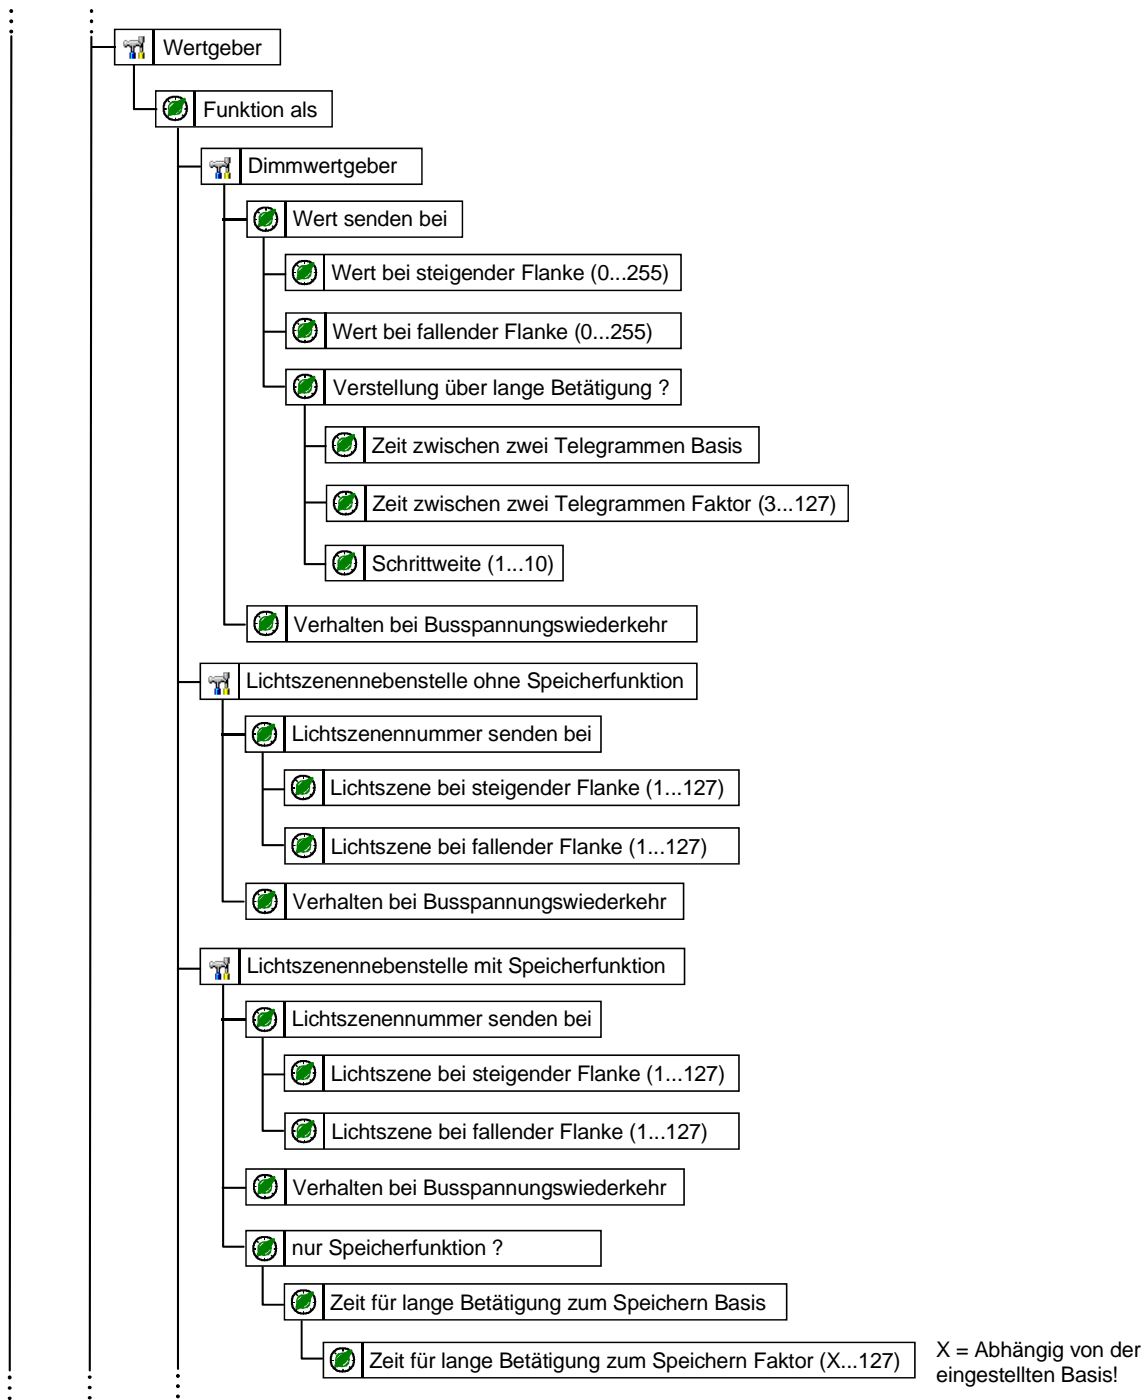 Wertgeber
Funktion als
Dimmwertgeber
Wert senden bei
Wert bei steigender Flanke (0...255)
Wert bei fallender Flanke (0...255)
Verstellung über lange Betätigung ?
Zeit zwischen zwei Telegrammen Basis
Zeit zwischen zwei Telegrammen Faktor (3...127)
Schrittweite (1...10)
Verhalten bei Busspannungswiederkehr
Lichtszenennebenstelle ohne Speicherfunktion
Lichtszenennummer senden bei
Lichtszene bei steigender Flanke (1...127)
Lichtszene bei fallender Flanke (1...127)
Verhalten bei Busspannungswiederkehr
Lichtszenennebenstelle mit Speicherfunktion
Lichtszenennummer senden bei
Lichtszene bei steigender Flanke (1...127)
Lichtszene bei fallender Flanke (1...127)
Verhalten bei Busspannungswiederkehr
nur Speicherfunktion ?
Zeit für lange Betätigung zum Speichern Basis
Zeit für lange Betätigung zum Speichern Faktor (X...127)
X = Abhängig von der
eingestellten Basis!